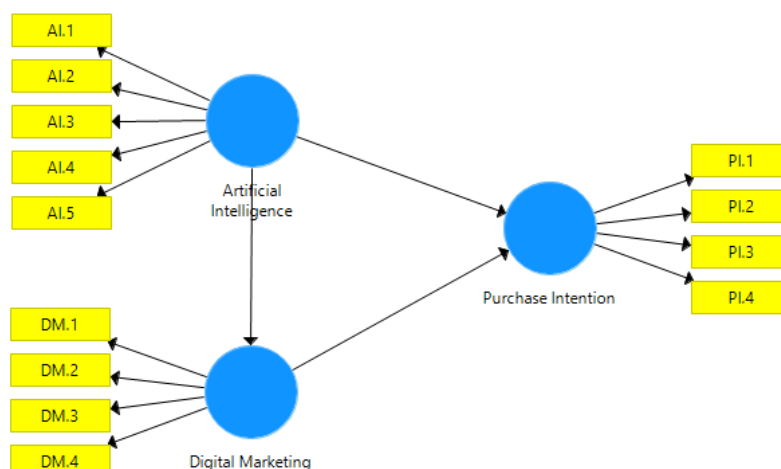 AI.1
AI.2
AI.3
AI.4
AI.5
Artificial
Intelligence
PI.1
PI.2
PI.3
PI.4
Purchase Intention
DM.1
DM.2
DM.3
DM.4
Digital Marketing